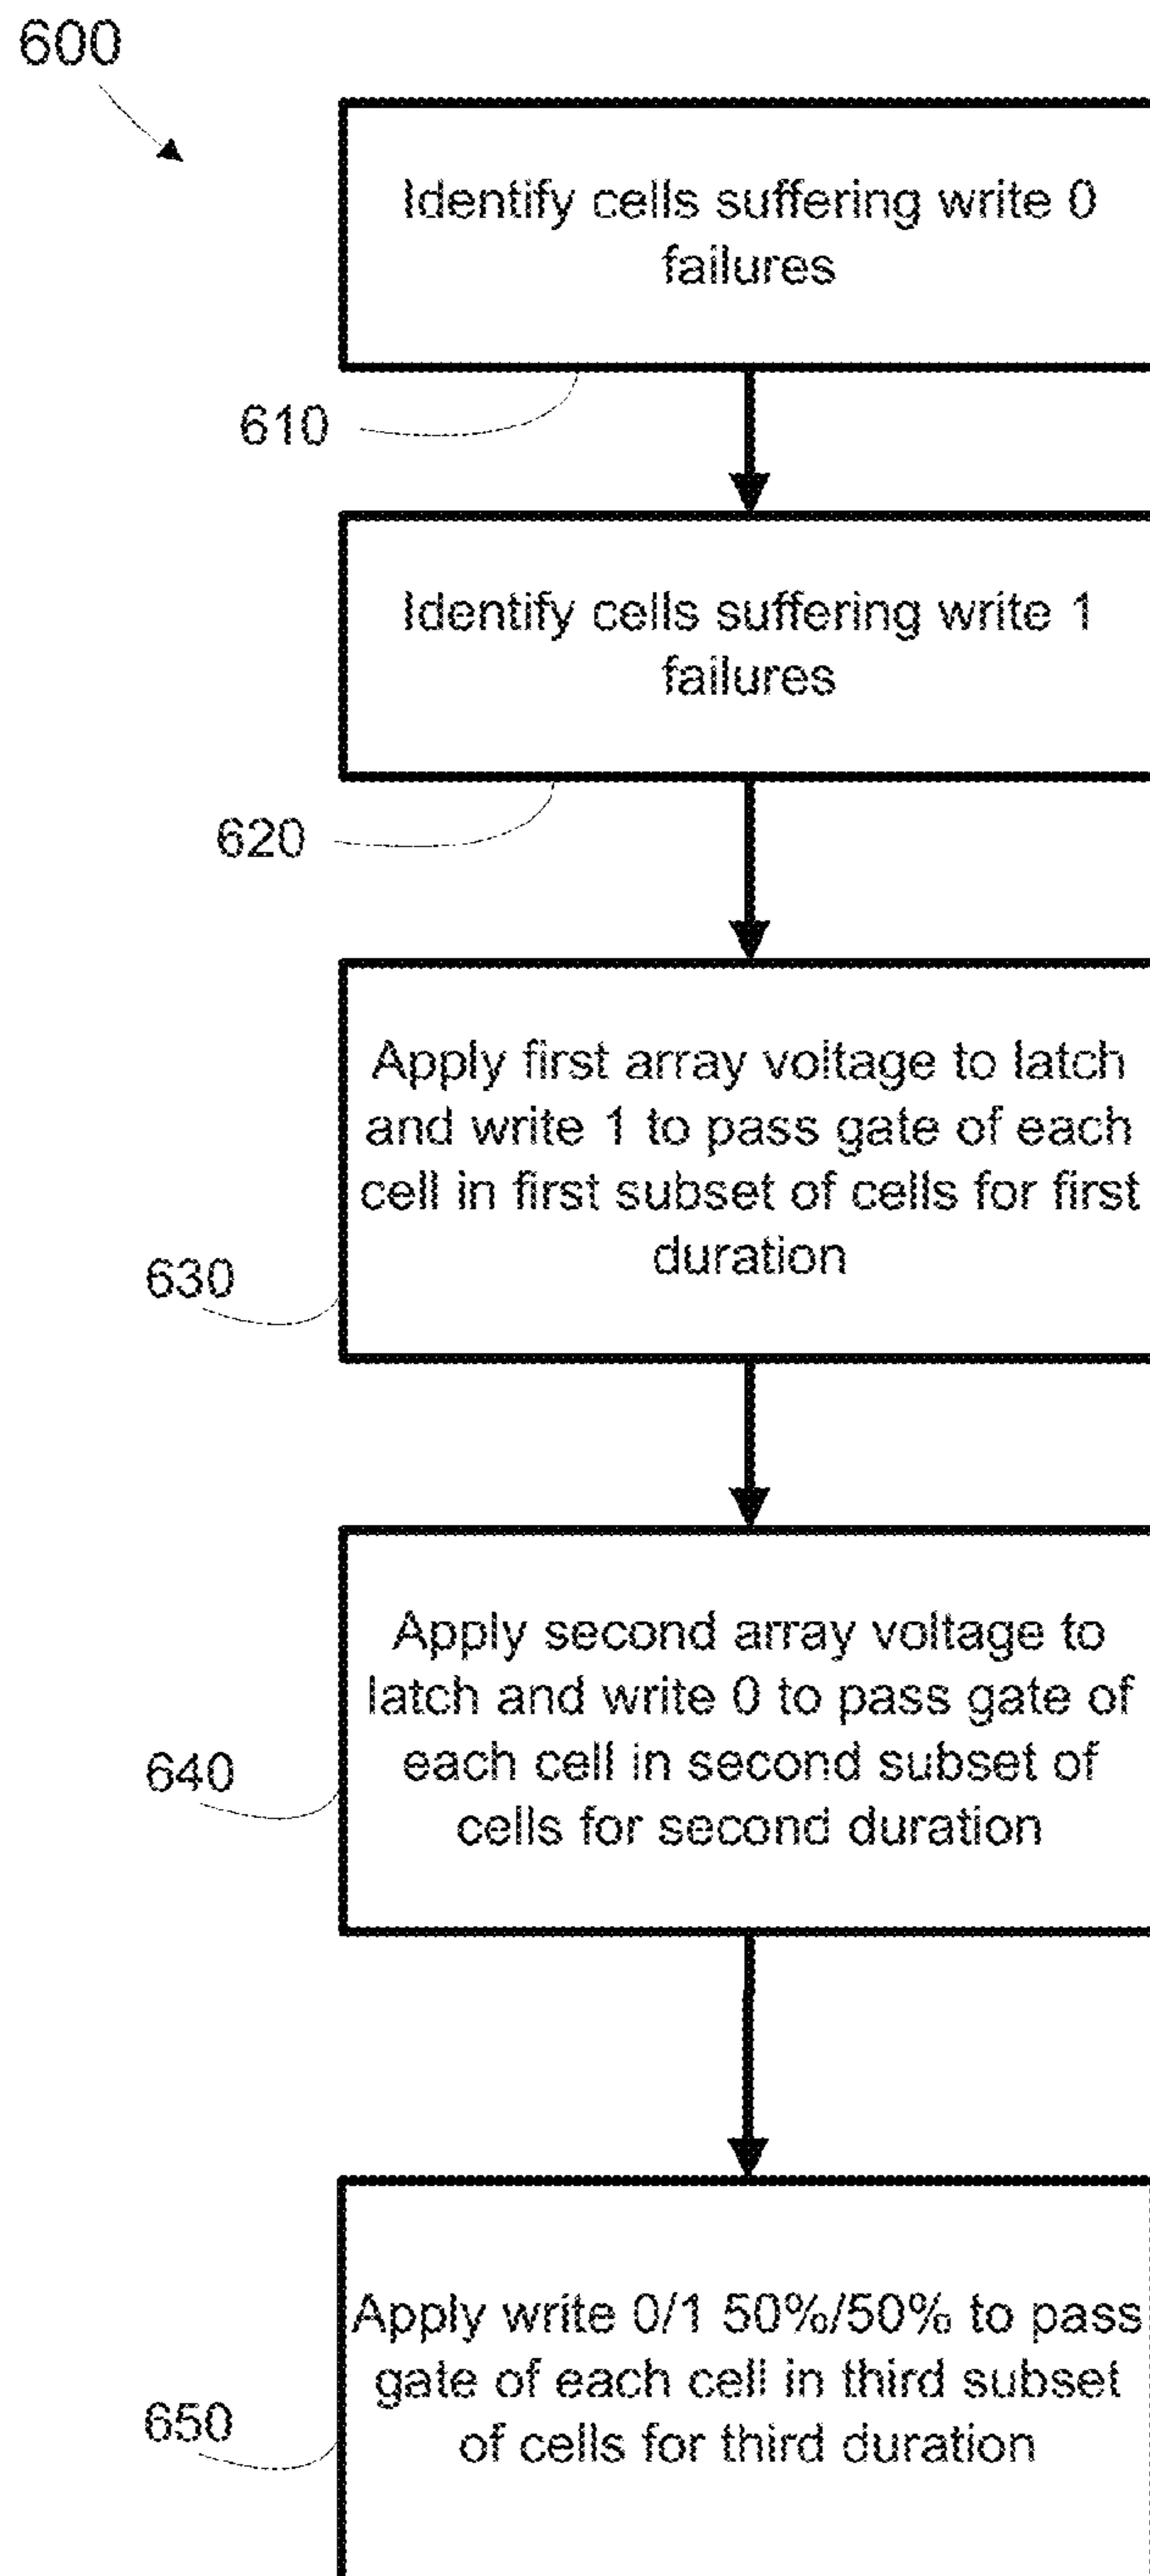 600
Identify cells suffering write 0
failures
610
Identify cells suffering write 1
failures
620
Apply first array voltage to latch
and write 1 to pass gate of each
cell in first subset of cells for first
duration
630
Apply second array voltage to
latch and write 0 to pass gate of
each cell in second subset of
cells for second duration
640
Apply write 0/1 50%/50% to pass
gate of each cell in third subset
of cells for third duration
650